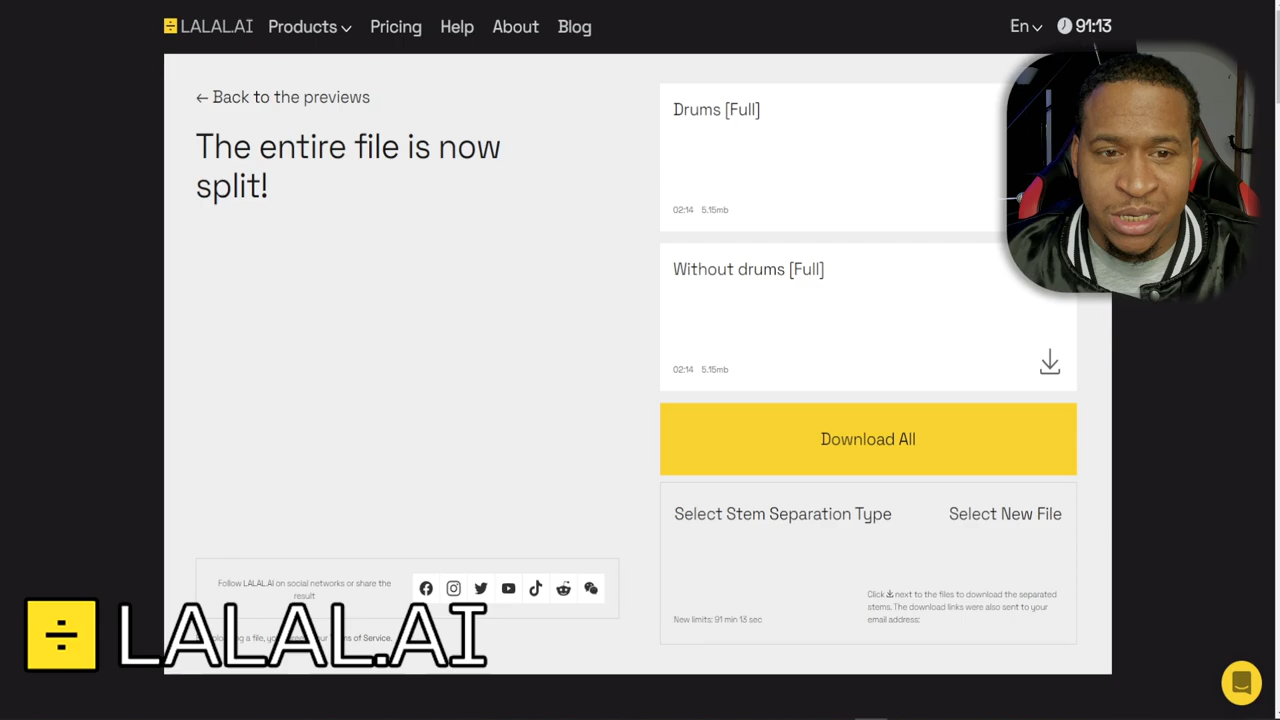 LALAL.AI Products Pricing Help About Blog En 91:13
← Back to the previews
The entire file is now
split!
Drums [Full]
02:14 5.15mb
Without drums [Full]
02:14 5.15mb
Download All
Select Stem Separation Type Select New File
Click next to the files to download the separated
stems. The download links were also sent to your
email address:
New limits: 91 min 13 sec
Follow LALAL.AI on social networks or share the
result
a file, you of Service.
LALAL.AI